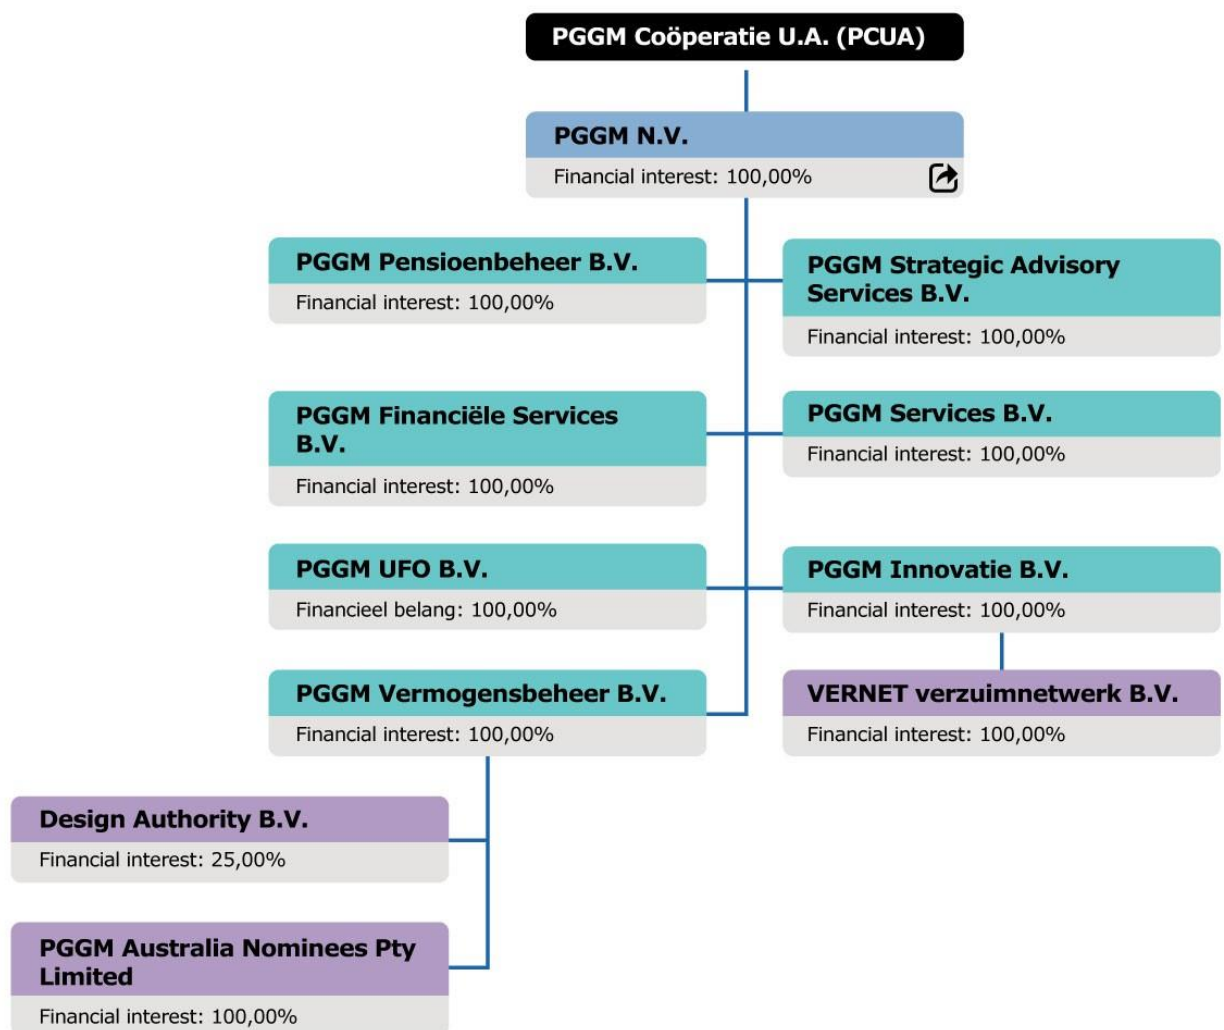 PGGM Coöperatie U.A. (PCUA)
PGGM N.V.
Financial interest: 100,00%
PGGM Pensioenbeheer B.V.
Financial interest: 100,00%
PGGM Strategic Advisory
Services B.V.
Financial interest: 100,00%
PGGM Financiële Services
B.V.
Financial interest: 100,00%
PGGM Services B.V.
Financial interest: 100,00%
PGGM UFO B.V.
Financieel belang: 100,00%
PGGM Innovatie B.V.
Financial interest: 100,00%
PGGM Vermogensbeheer B.V.
Financial interest: 100,00%
VERNET verzuimnetwerk B.V.
Financial interest: 100,00%
Design Authority B.V.
Financial interest: 25,00%
PGGM Australia Nominees Pty
Limited
Financial interest: 100,00%